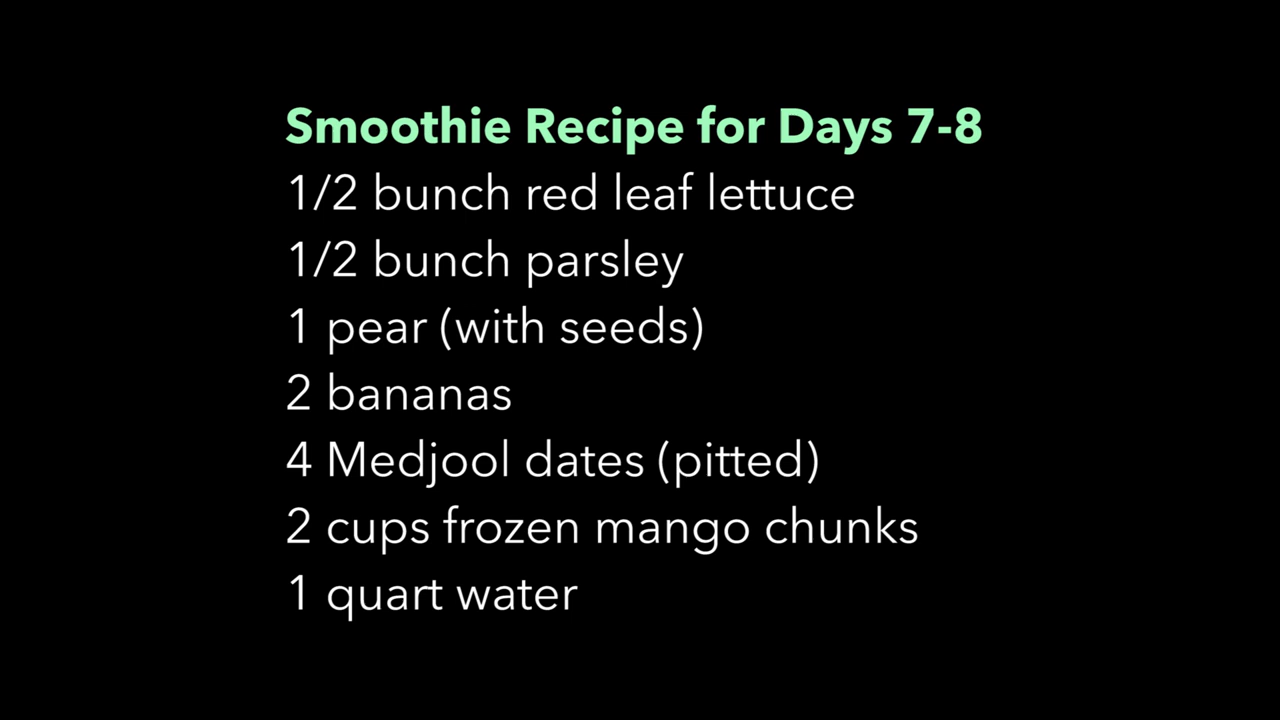 Smoothie Recipe for Days 7-8
1/2 bunch red leaf lettuce
1/2 bunch parsley
1 pear (with seeds)
2 bananas
4 Medjool dates (pitted)
2 cups frozen mango chunks
1 quart water